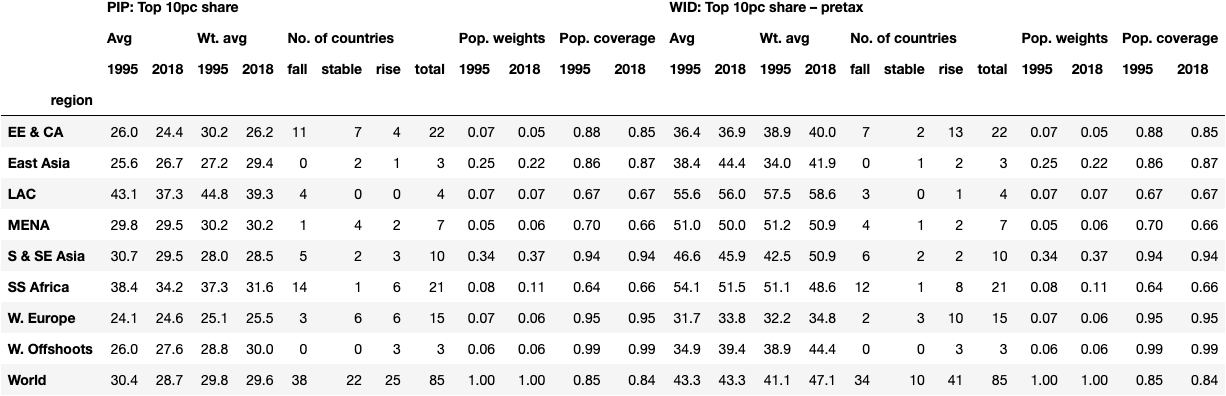 PIP: Top 10pc share WID: Top 10pc share – pretax
Avg Wt. avg No. of countries Pop. weights Pop. coverage Avg Wt. avg No. of countries Pop. weights Pop. coverage
1995 2018 1995 2018 fall stable rise total 1995 2018 1995 2018 1995 2018 1995 2018 fall stable rise total 1995 2018 1995 2018
region
EE & CA 26.0 24.4 30.2 26.2 11 7 4 22 0.07 0.05 0.88 0.85 36.4 36.9 38.9 40.0 7 2 13 22 0.07 0.05 0.88 0.85
East Asia 25.6 26.7 27.2 29.4 0 2 1 3 0.25 0.22 0.86 0.87 38.4 44.4 34.0 41.9 0 1 2 3 0.25 0.22 0.86 0.87
LAC 43.1 37.3 44.8 39.3 4 0 0 4 0.07 0.07 0.67 0.67 55.6 56.0 57.5 58.6 3 0 1 4 0.07 0.07 0.67 0.67
MENA 29.8 29.5 30.2 30.2 1 4 2 7 0.05 0.06 0.70 0.66 51.0 50.0 51.2 50.9 4 1 2 7 0.05 0.06 0.70 0.66
S & SE Asia 30.7 29.5 28.0 28.5 5 2 3 10 0.34 0.37 0.94 0.94 46.6 45.9 42.5 50.9 6 2 2 10 0.34 0.37 0.94 0.94
SS Africa 38.4 34.2 37.3 31.6 14 1 6 21 0.08 0.11 0.64 0.66 54.1 51.5 51.1 48.6 12 1 8 21 0.08 0.11 0.64 0.66
W. Europe 24.1 24.6 25.1 25.5 3 6 6 15 0.07 0.06 0.95 0.95 31.7 33.8 32.2 34.8 2 3 10 15 0.07 0.06 0.95 0.95
W. Offshoots 26.0 27.6 28.8 30.0 0 0 3 3 0.06 0.06 0.99 0.99 34.9 39.4 38.9 44.4 0 0 3 3 0.06 0.06 0.99 0.99
World 30.4 28.7 29.8 29.6 38 22 25 85 1.00 1.00 0.85 0.84 43.3 43.3 41.1 47.1 34 10 41 85 1.00 1.00 0.85 0.84